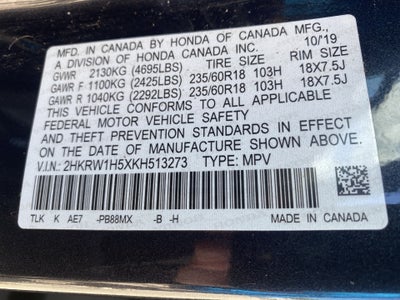 MFD. IN CANADA BY HONDA OF CANADA MFG.,
A DIVISION OF HONDA CANADA INC. 10/19
GVWR 2130KG (4695LBS) TIRE SIZE RIM SIZE
GAWR F 1100KG (2425LBS) 235/60R18 103H 18X7.5J
GAWR R 1040KG (2292LBS) 235/60R18 103H 18X7.5J
THIS VEHICLE CONFORMS TO ALL APPLICABLE
FEDERAL MOTOR VEHICLE SAFETY
AND THEFT PREVENTION STANDARDS IN EFFECT
ON THE DATE OF MANUFACTURE SHOWN ABOVE.
V.I.N.: 2HKRW1H5XKH513273 TYPE: MPV
TLK K AE7 -PB88MX -B -H MADE IN CANADA